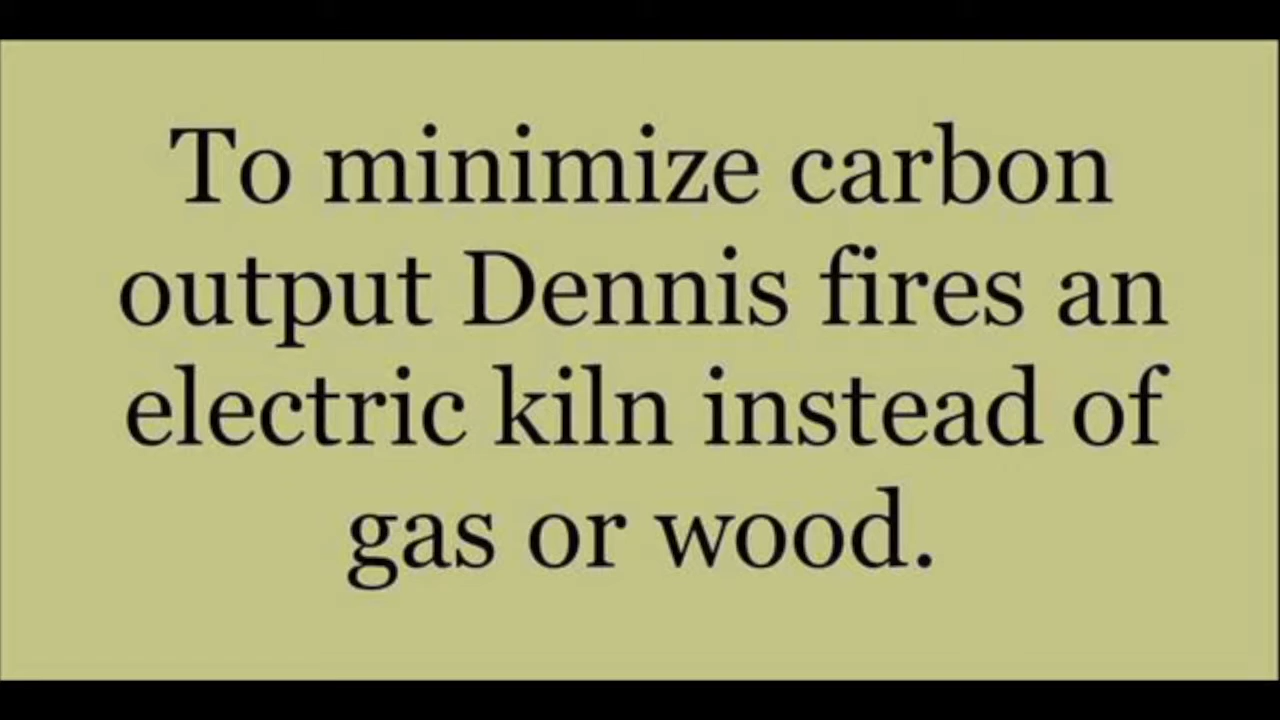 To minimize carbon
output Dennis fires an
electric kiln instead of
gas or wood.